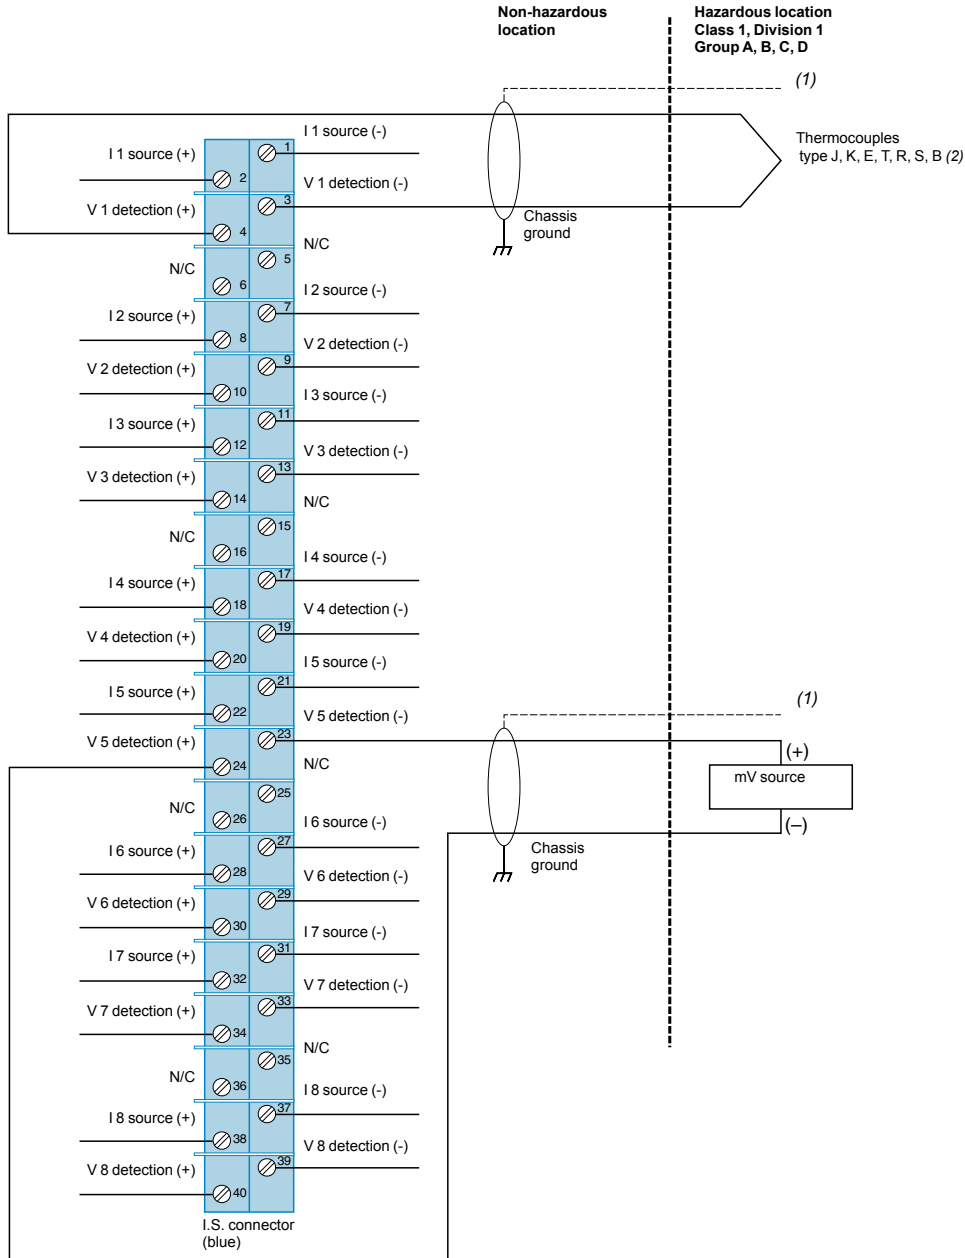 Non-hazardous
location
Hazardous location
Class 1, Division 1
Group A, B, C, D
(1)
Thermocouples
type J, K, E, T, R, S, B (2)
Chassis
ground
I 1 source (-)
1
I 1 source (+)
2
V 1 detection (-)
3
V 1 detection (+)
4
N/C
5
N/C
6
I 2 source (-)
7
I 2 source (+)
8
V 2 detection (-)
9
V 2 detection (+)
10
I 3 source (-)
11
I 3 source (+)
12
V 3 detection (-)
13
V 3 detection (+)
14
N/C
15
N/C
16
I 4 source (-)
17
I 4 source (+)
18
V 4 detection (-)
19
V 4 detection (+)
20
I 5 source (-)
21
I 5 source (+)
22
V 5 detection (-)
23
V 5 detection (+)
24
N/C
25
N/C
26
(1)
(+)
mV source
(–)
Chassis
ground
I 6 source (-)
27
I 6 source (+)
28
V 6 detection (-)
29
V 6 detection (+)
30
I 7 source (-)
31
I 7 source (+)
32
V 7 detection (-)
33
V 7 detection (+)
34
N/C
35
N/C
36
I 8 source (-)
37
I 8 source (+)
38
V 8 detection (-)
39
V 8 detection (+)
40
I.S. connector
(blue)